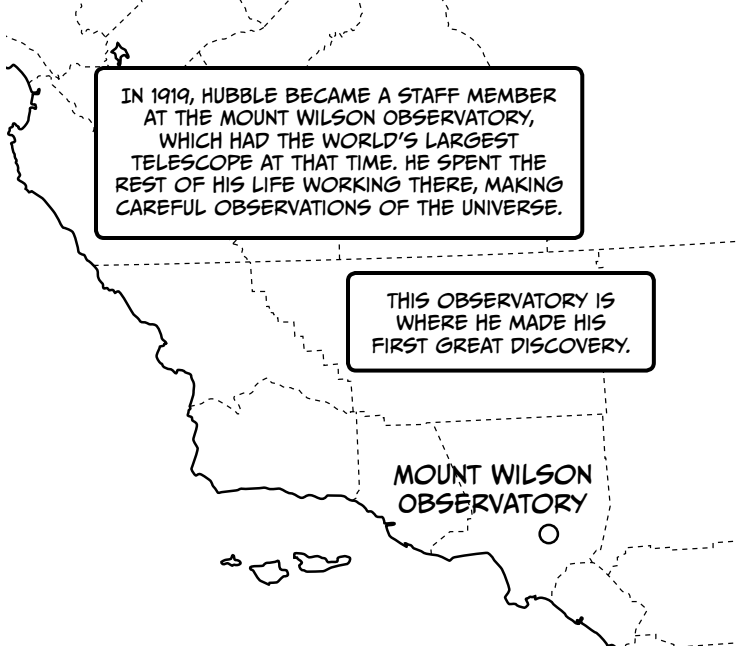 IN 1919, HUBBLE BECAME A STAFF MEMBER
AT THE MOUNT WILSON OBSERVATORY,
WHICH HAD THE WORLD'S LARGEST
TELESCOPE AT THAT TIME. HE SPENT THE
REST OF HIS LIFE WORKING THERE, MAKING
CAREFUL OBSERVATIONS OF THE UNIVERSE.
THIS OBSERVATORY IS
WHERE HE MADE HIS
FIRST GREAT DISCOVERY.
MOUNT WILSON
OBSERVATORY